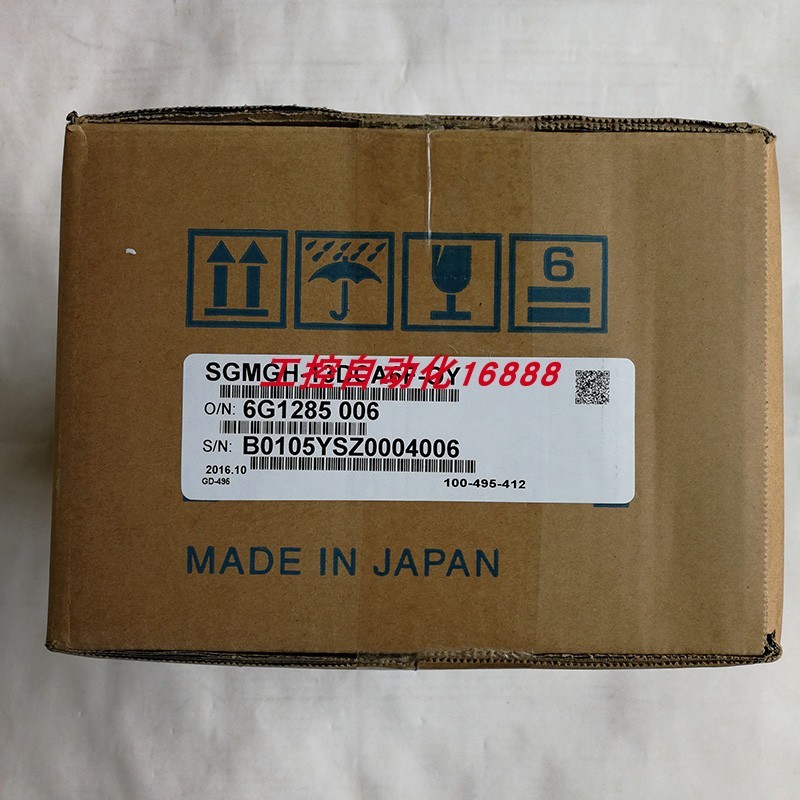 6
SGMGH-
工控自动化16888
O/N: 6G1285 006
S/N: B0105YSZ0004006
2016.10
GD-495
100-495-412
MADE IN JAPAN